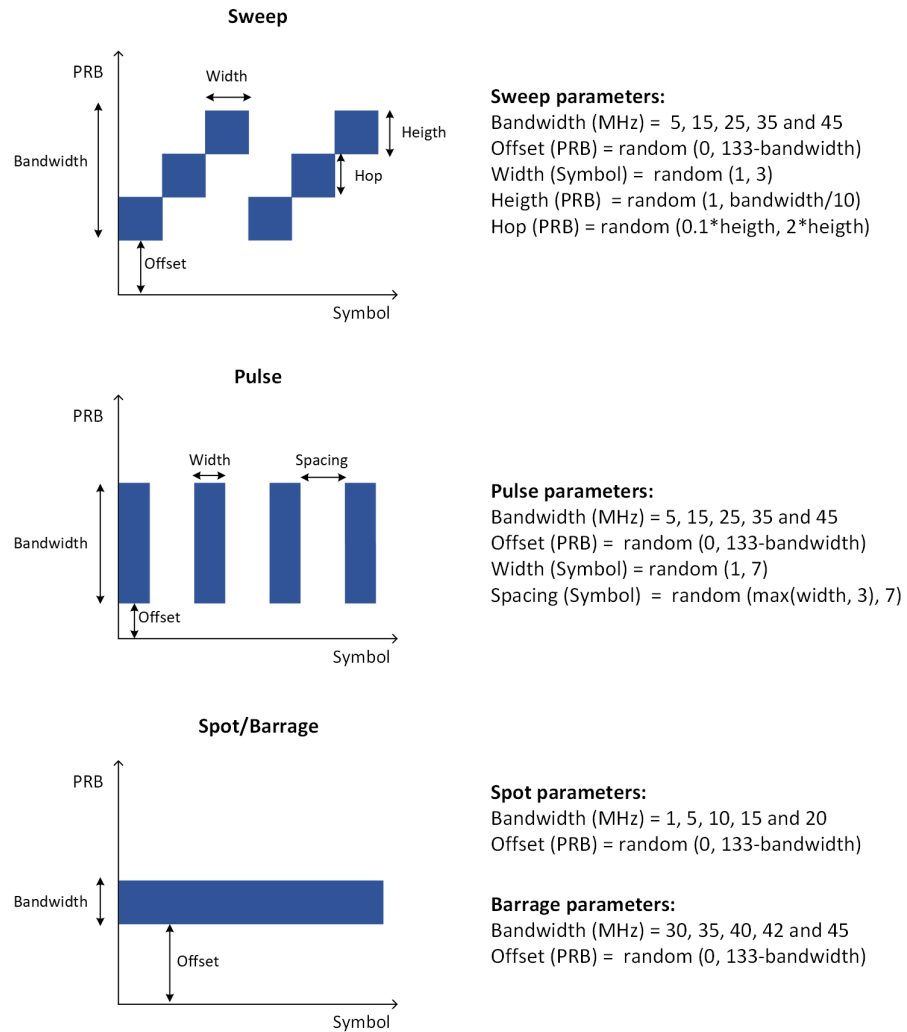 Sweep
PRB
Width
Bandwidth
Heigth
Hop
Offset
Symbol
Sweep parameters:
Bandwidth (MHz) = 5, 15, 25, 35 and 45
Offset (PRB) = random (0, 133-bandwidth)
Width (Symbol) = random (1, 3)
Heigth (PRB) = random (1, bandwidth/10)
Hop (PRB) = random (0.1*heigth, 2*heigth)
Pulse
PRB
Width
Spacing
Bandwidth
Offset
Symbol
Pulse parameters:
Bandwidth (MHz) = 5, 15, 25, 35 and 45
Offset (PRB) = random (0, 133-bandwidth)
Width (Symbol) = random (1, 7)
Spacing (Symbol) = random (max(width, 3), 7)
Spot/Barrage
PRB
Bandwidth
Offset
Symbol
Spot parameters:
Bandwidth (MHz) = 1, 5, 10, 15 and 20
Offset (PRB) = random (0, 133-bandwidth)
Barrage parameters:
Bandwidth (MHz) = 30, 35, 40, 42 and 45
Offset (PRB) = random (0, 133-bandwidth)